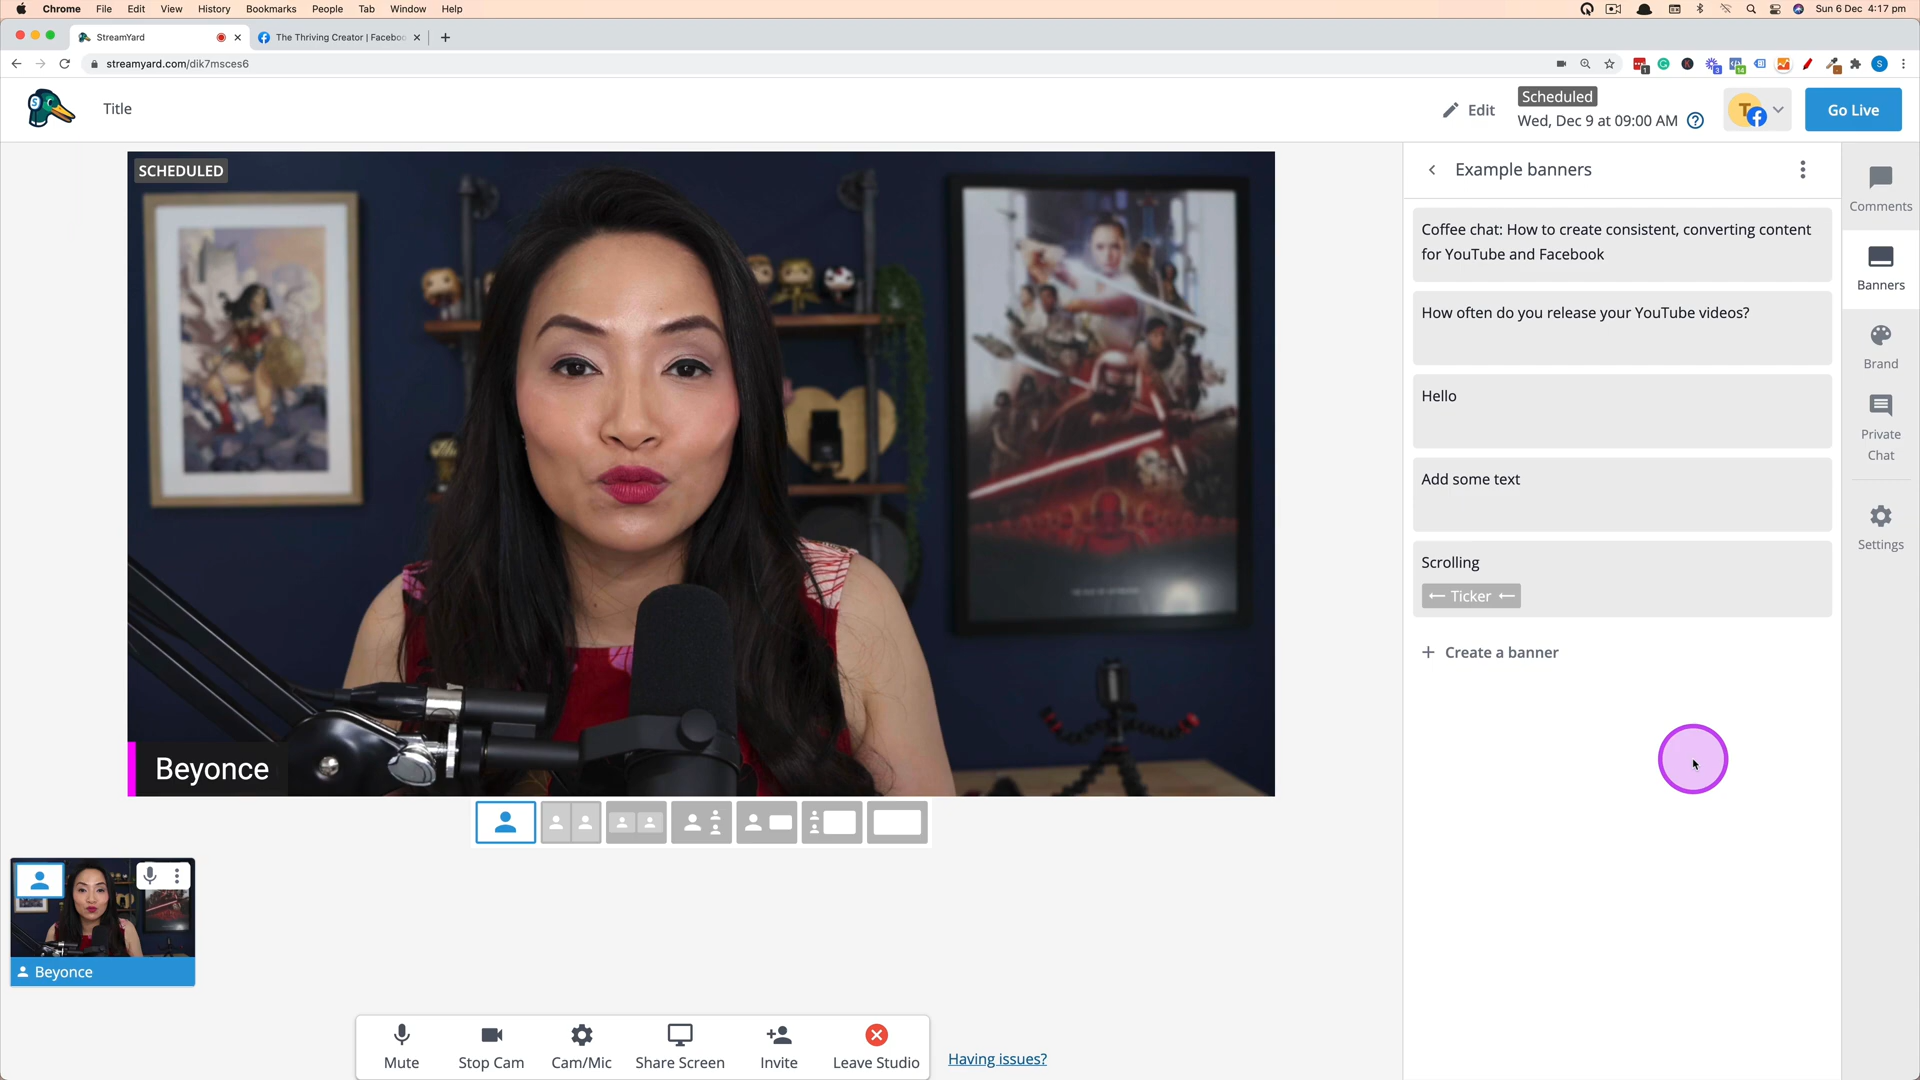 Chrome File Edit View History Bookmarks People Tab Window Help
Sun 6 Dec 4:17 pm
StreamYard
The Thriving Creator | Faceboo
streamyard.com/dik7msces6
Title
Edit
Scheduled
Wed, Dec 9 at 09:00 AM
T
Go Live
SCHEDULED
Beyonce
Example banners
Coffee chat: How to create consistent, converting content
for YouTube and Facebook
How often do you release your YouTube videos?
Hello
Add some text
Scrolling
← Ticker ←
+ Create a banner
Comments
Banners
Brand
Private
Chat
Settings
Beyonce
Mute
Stop Cam
Cam/Mic
Share Screen
Invite
Leave Studio
Having issues?